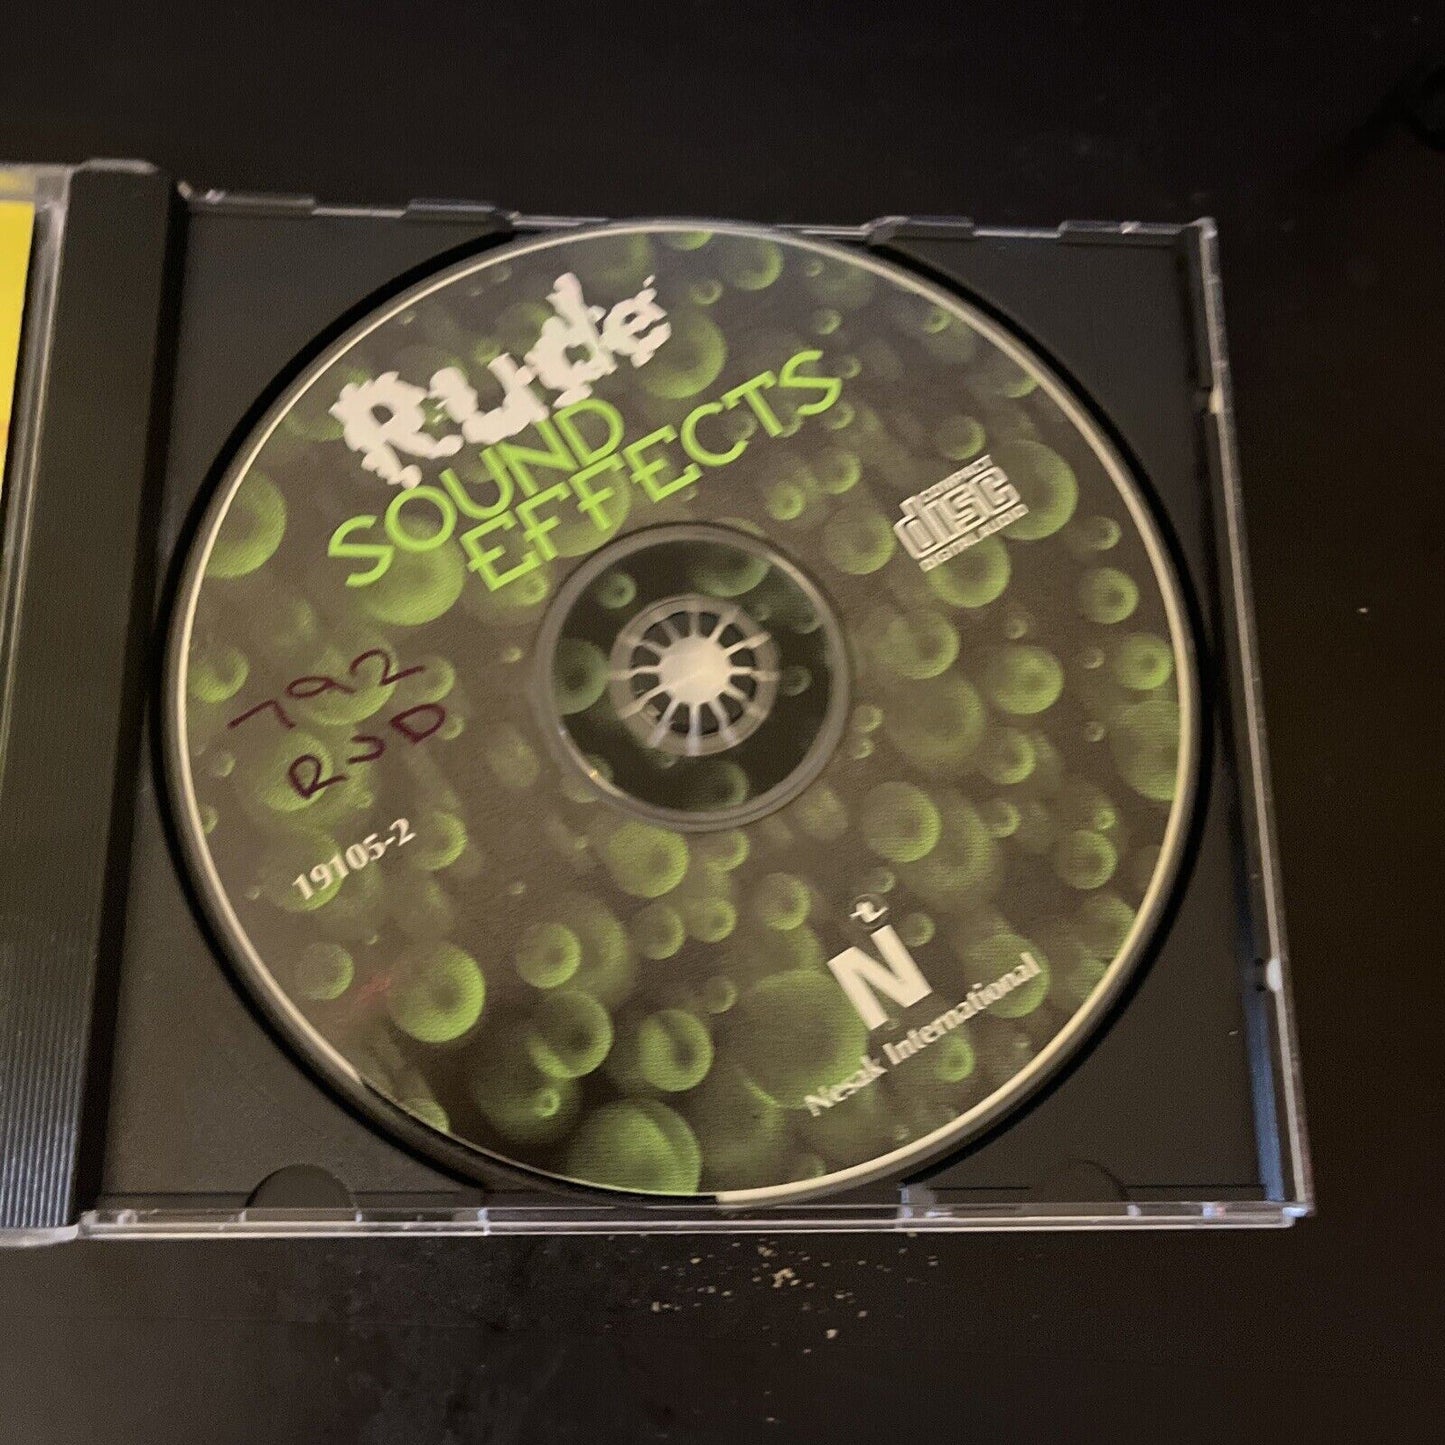 Rude
SOUND
EFFECTS
COMPACT
disc
DIGITAL AUDIO
792
RUD
19105-2
N
Nesak International